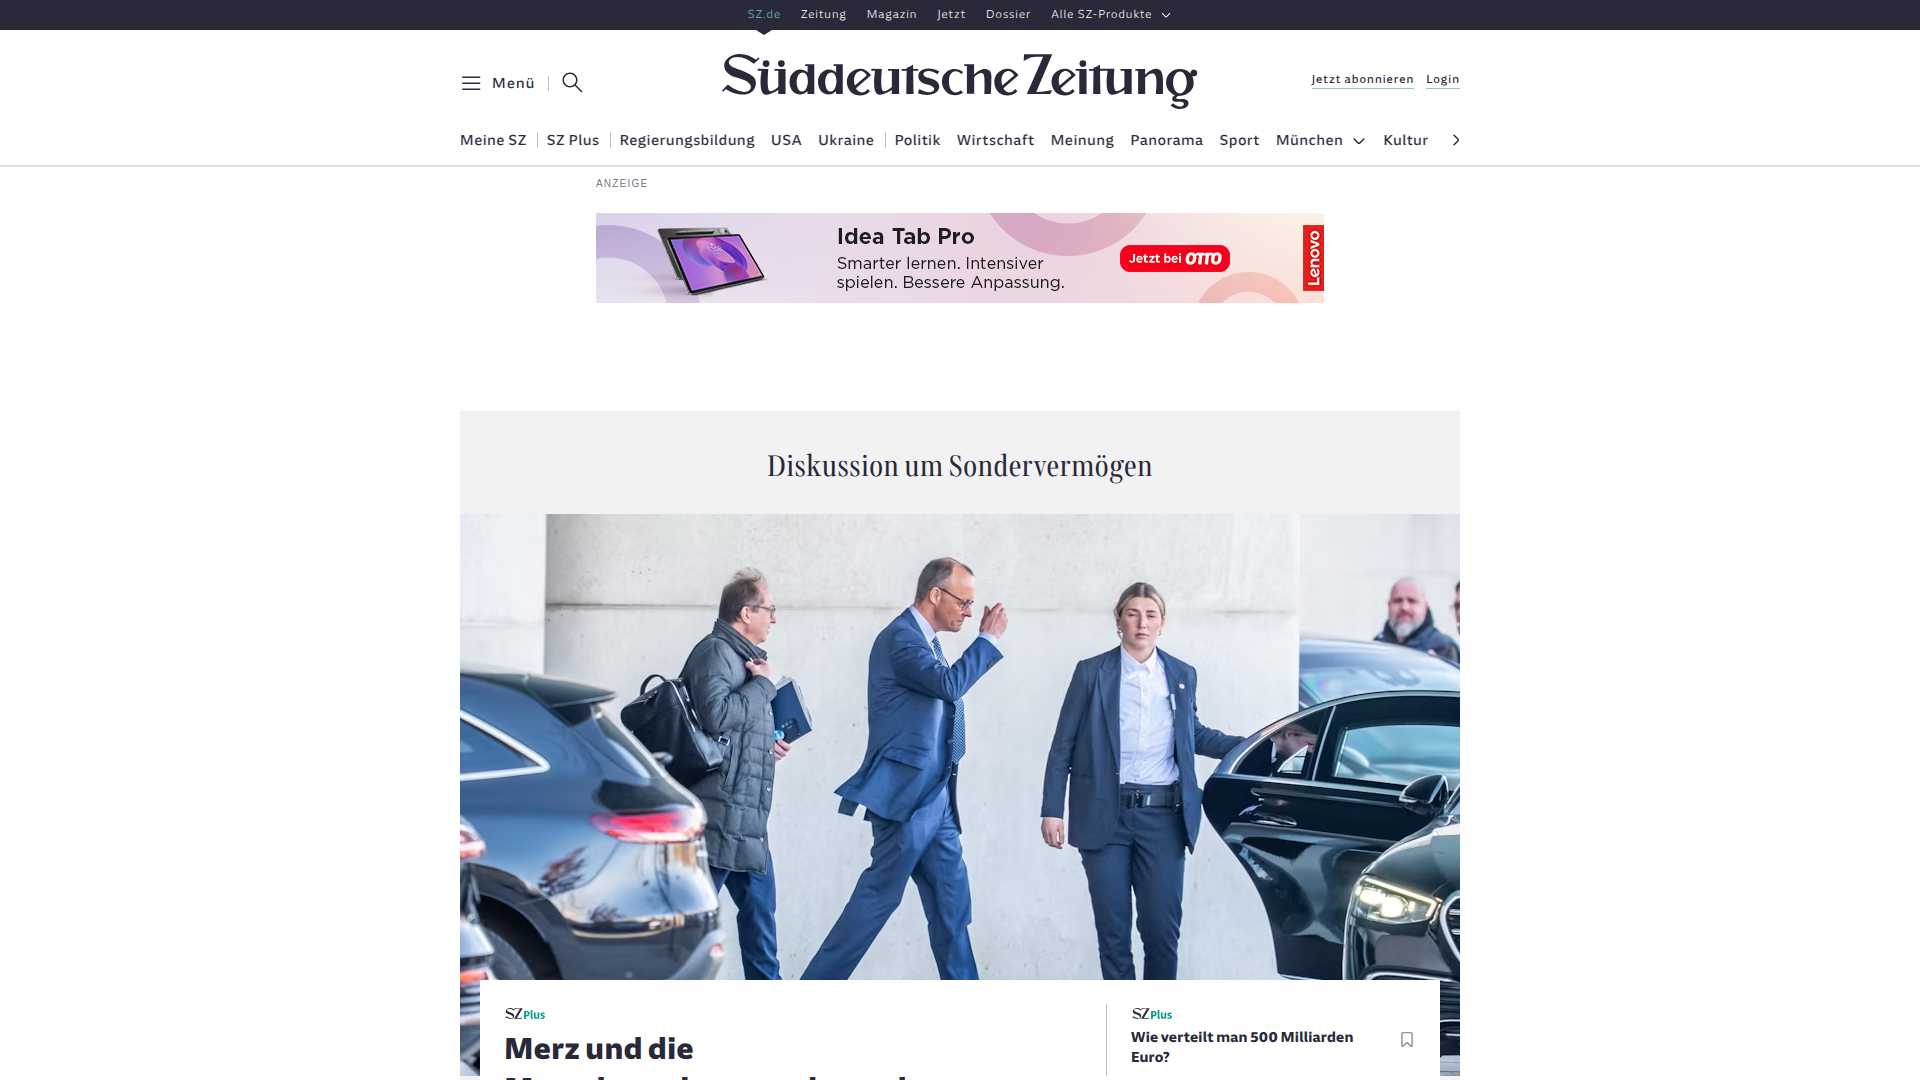 SZ.de Zeitung Magazin Jetzt Dossier Alle SZ-Produkte
Menü
Süddeutsche Zeitung
Jetzt abonnieren Login
Meine SZ SZ Plus Regierungsbildung USA Ukraine Politik Wirtschaft Meinung Panorama Sport München Kultur
ANZEIGE
Idea Tab Pro
Smarter lernen. Intensiver
spielen. Bessere Anpassung.
Jetzt bei OTTO
Lenovo
Diskussion um Sondervermögen
SZ Plus
Merz und die
SZ Plus
Wie verteilt man 500 Milliarden
Euro?